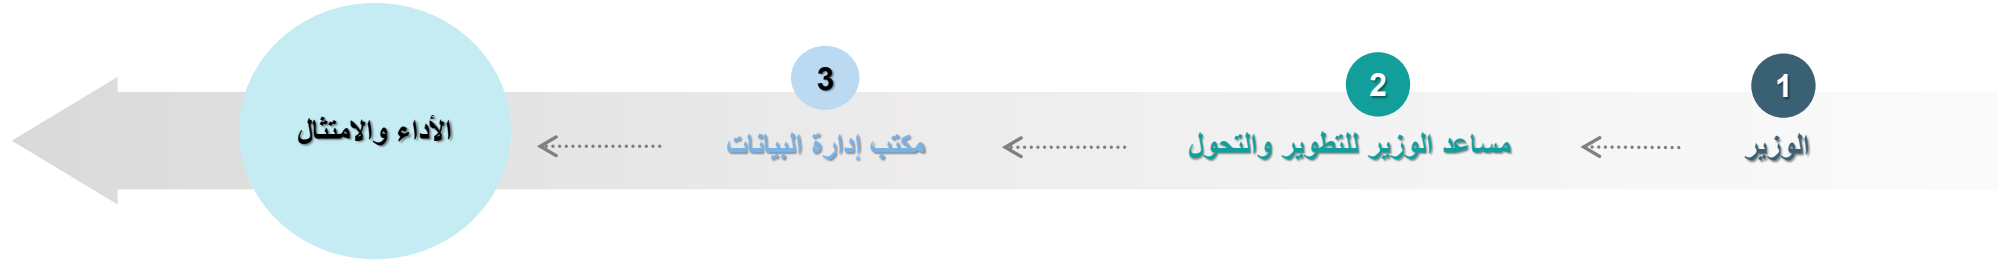 1
الوزير
2
مساعد الوزير للتطوير والتحول
3
مكتب إدارة البيانات
الأداء والامتثال